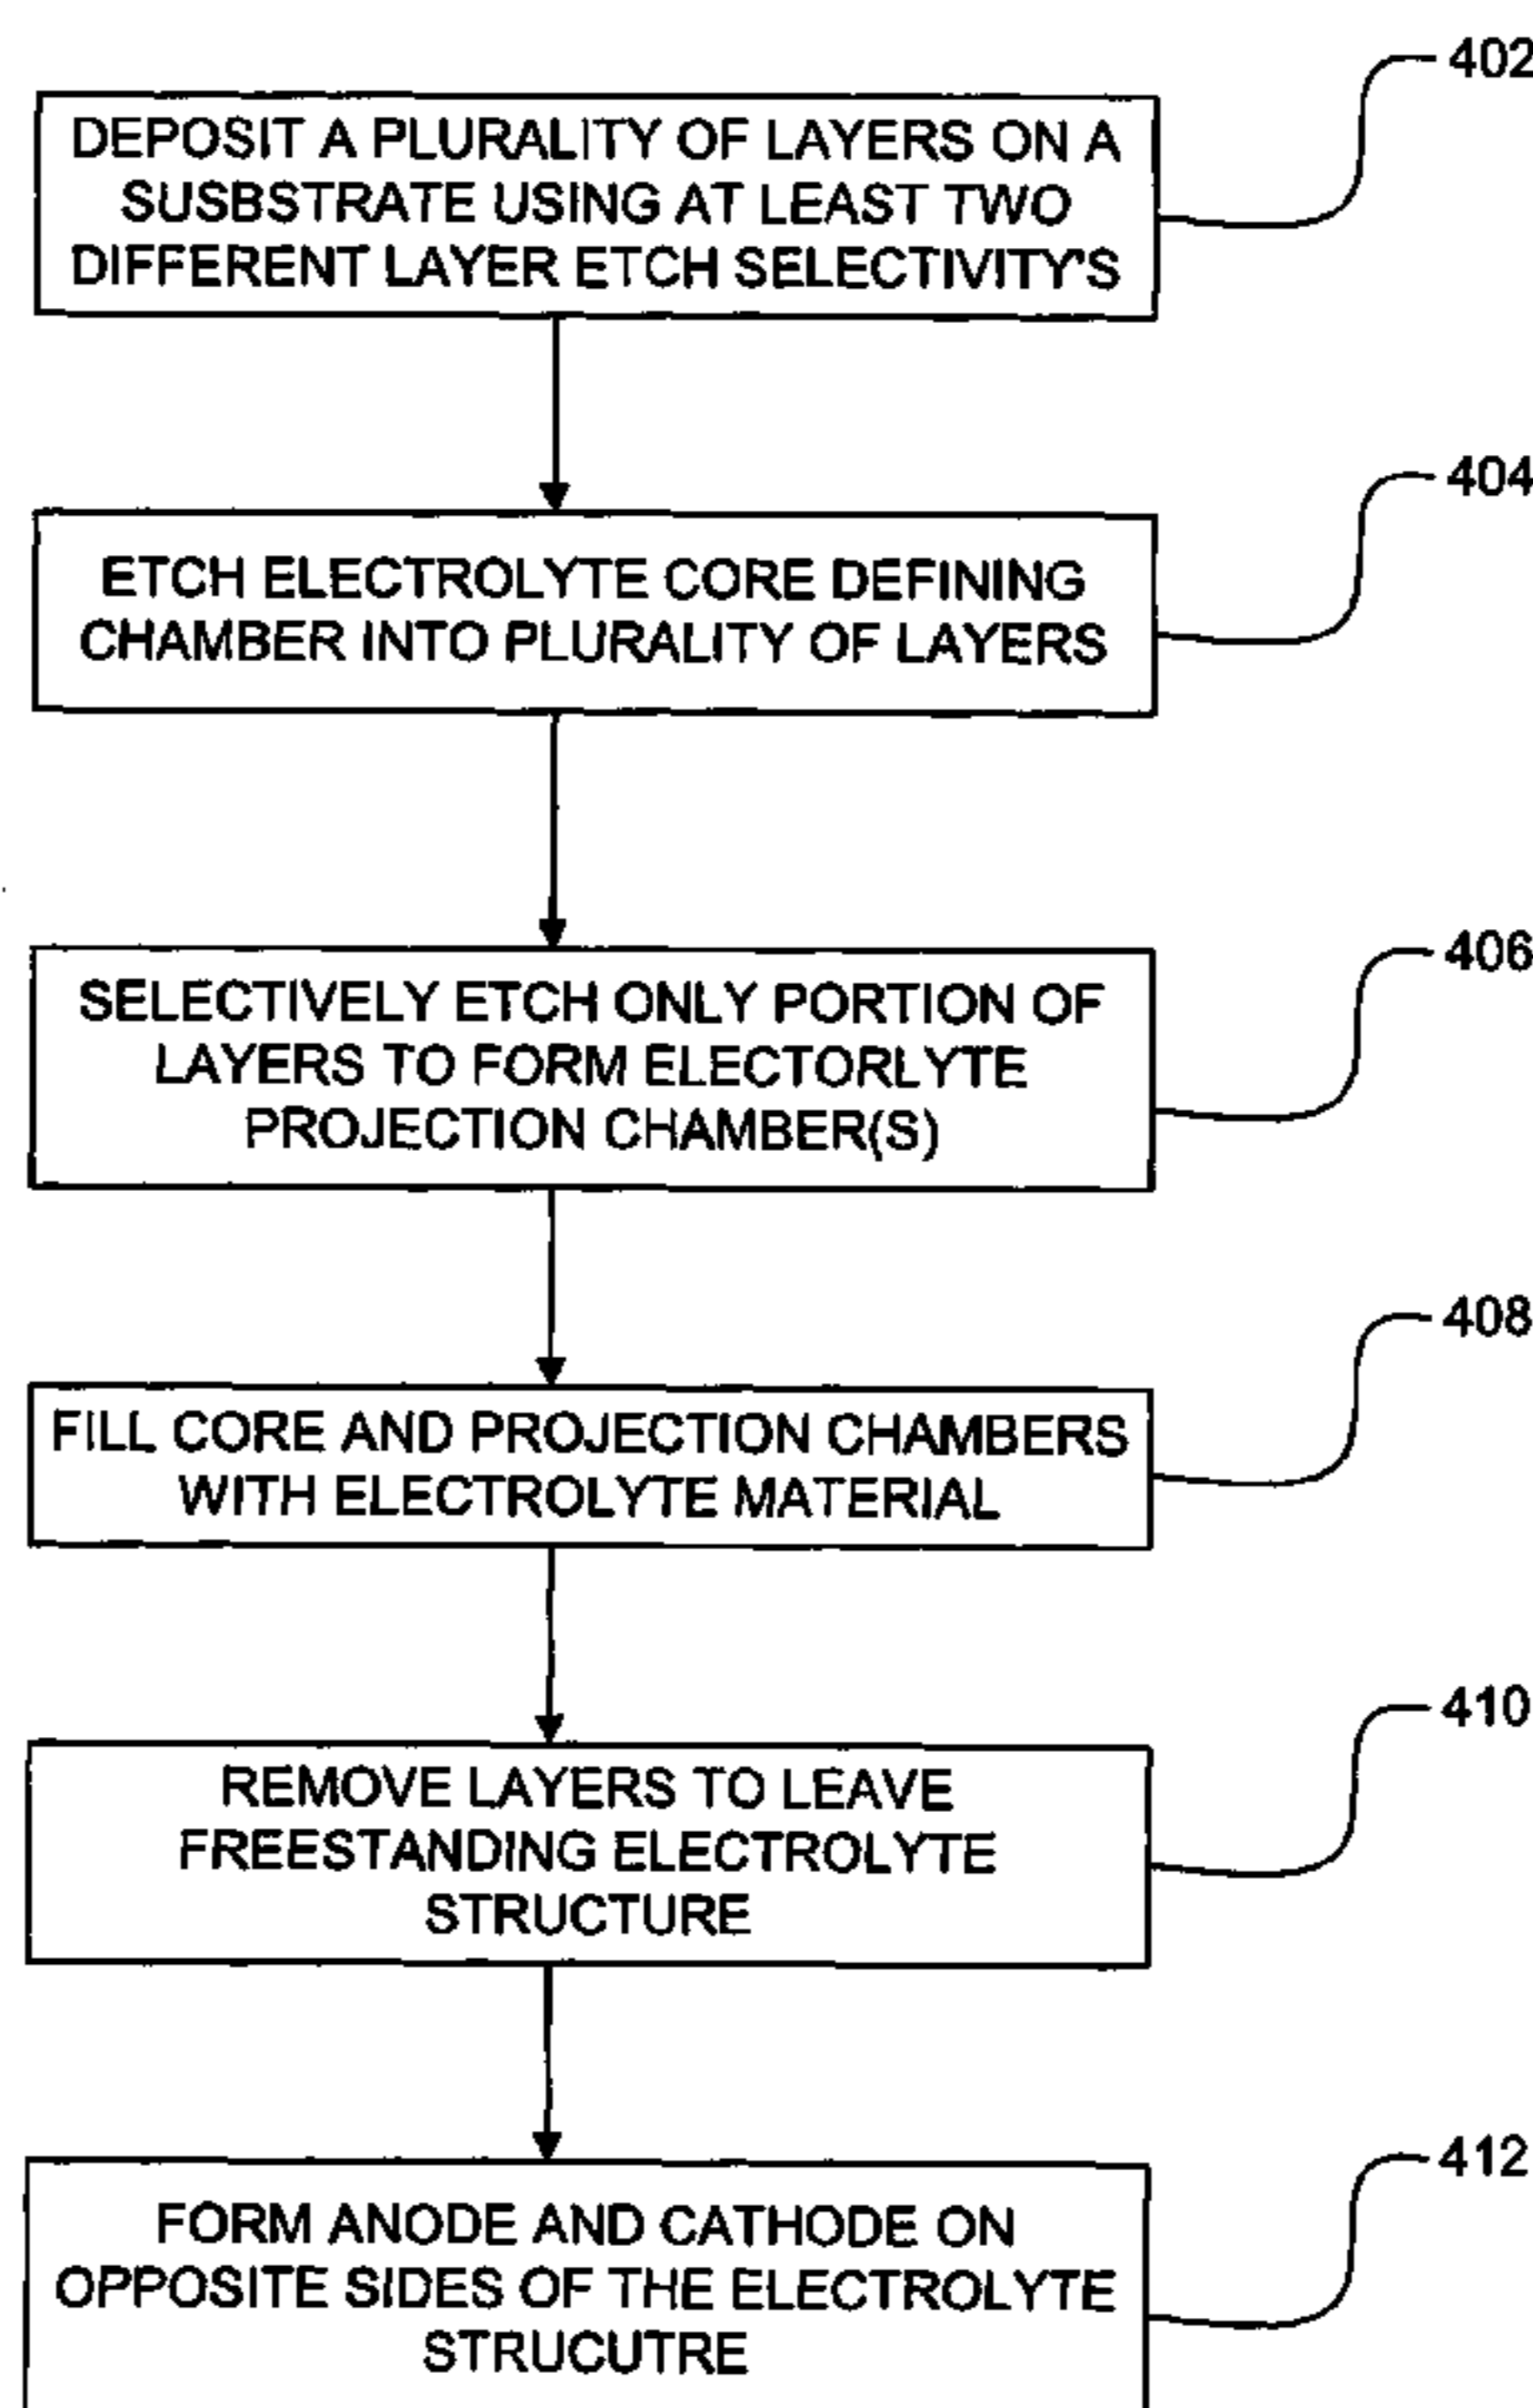 402
DEPOSIT A PLURALITY OF LAYERS ON A
SUSBSTRATE USING AT LEAST TWO
DIFFERENT LAYER ETCH SELECTIVITY'S
404
ETCH ELECTROLYTE CORE DEFINING
CHAMBER INTO PLURALITY OF LAYERS
406
SELECTIVELY ETCH ONLY PORTION OF
LAYERS TO FORM ELECTORLYTE
PROJECTION CHAMBER(S)
408
FILL CORE AND PROJECTION CHAMBERS
WITH ELECTROLYTE MATERIAL
410
REMOVE LAYERS TO LEAVE
FREESTANDING ELECTROLYTE
STRUCTURE
412
FORM ANODE AND CATHODE ON
OPPOSITE SIDES OF THE ELECTROLYTE
STRUCUTRE